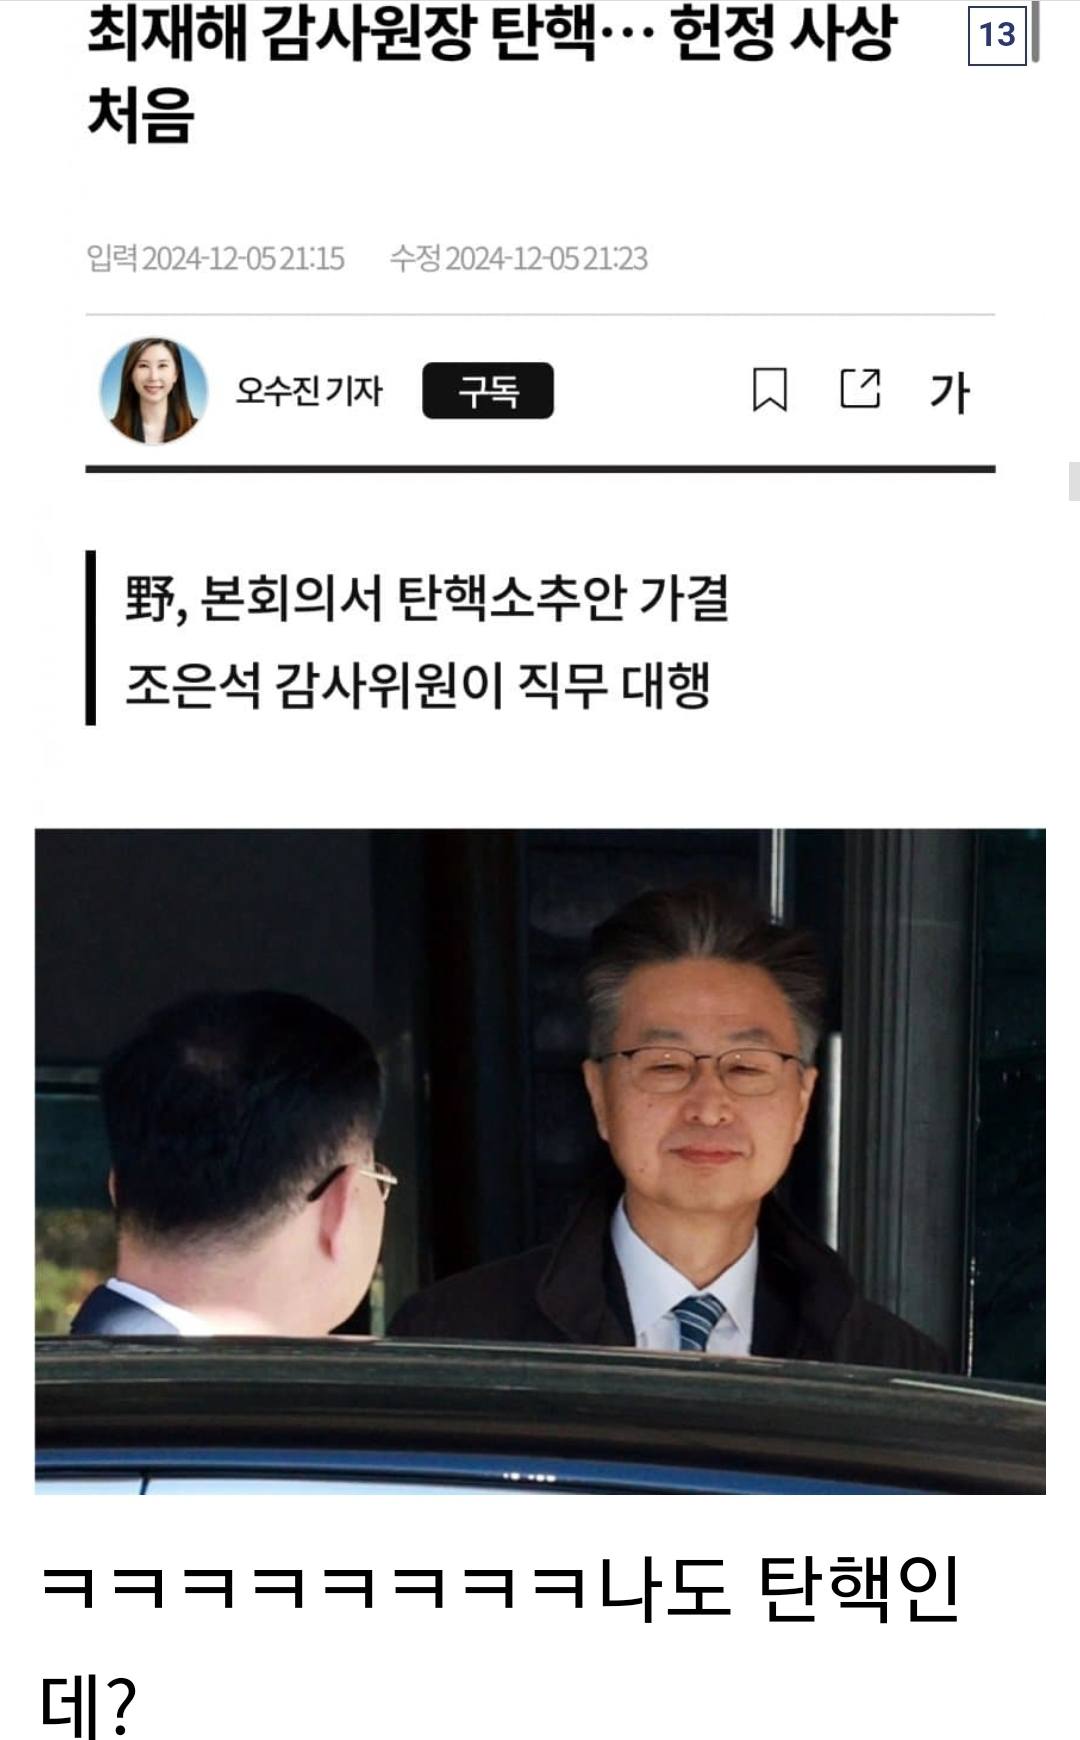 최재해 감사원장 탄핵… 헌정 사상
13
처음
입력 2024-12-05 21:15 수정 2024-12-05 21:23
오수진 기자 구독 가
野, 본회의서 탄핵소추안 가결
조은석 감사위원이 직무 대행
ㅋㅋㅋㅋㅋㅋㅋㅋ나도 탄핵인
데?